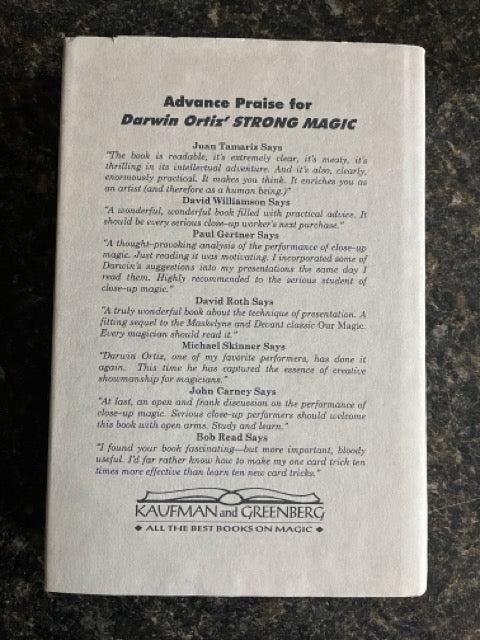 Advance Praise for
Darwin Ortiz' STRONG MAGIC
Juan Tamariz Says
"The book is readable, it's extremely clear, it's meaty, it's
thrilling in its intellectual adventure. And it's also, clearly,
enormously practical. It makes you think. It enriches you as
an artist (and therefore as a human being.)"
David Williamson Says
"A wonderful, wonderful book filled with practical advice. It
should be every serious close-up worker's next purchase."
Paul Gertner Says
"A thought-provoking analysis of the performance of close-up
magic. Just reading it was motivating. I incorporated some of
Darwin's suggestions into my presentations the same day I
read them. Highly recommended to the serious student of
close-up magic."
David Roth Says
"A truly wonderful book about the technique of presentation. A
fitting sequel to the Maskelyne and Devant classic Our Magic.
Every magician should read it."
Michael Skinner Says
"Darwin Ortiz, one of my favorite performers, has done it
again. This time he has captured the essence of creative
showmanship for magicians."
John Carney Says
"At last, an open and frank discussion on the performance of
close-up magic. Serious close-up performers should welcome
this book with open arms. Study and learn."
Bob Read Says
"I found your book fascinating—but more important, bloody
useful. I'd far rather know how to make my one card trick ten
times more effective than learn ten new card tricks."
KAUFMAN and GREENBERG
◆ ALL THE BEST BOOKS ON MAGIC ◆